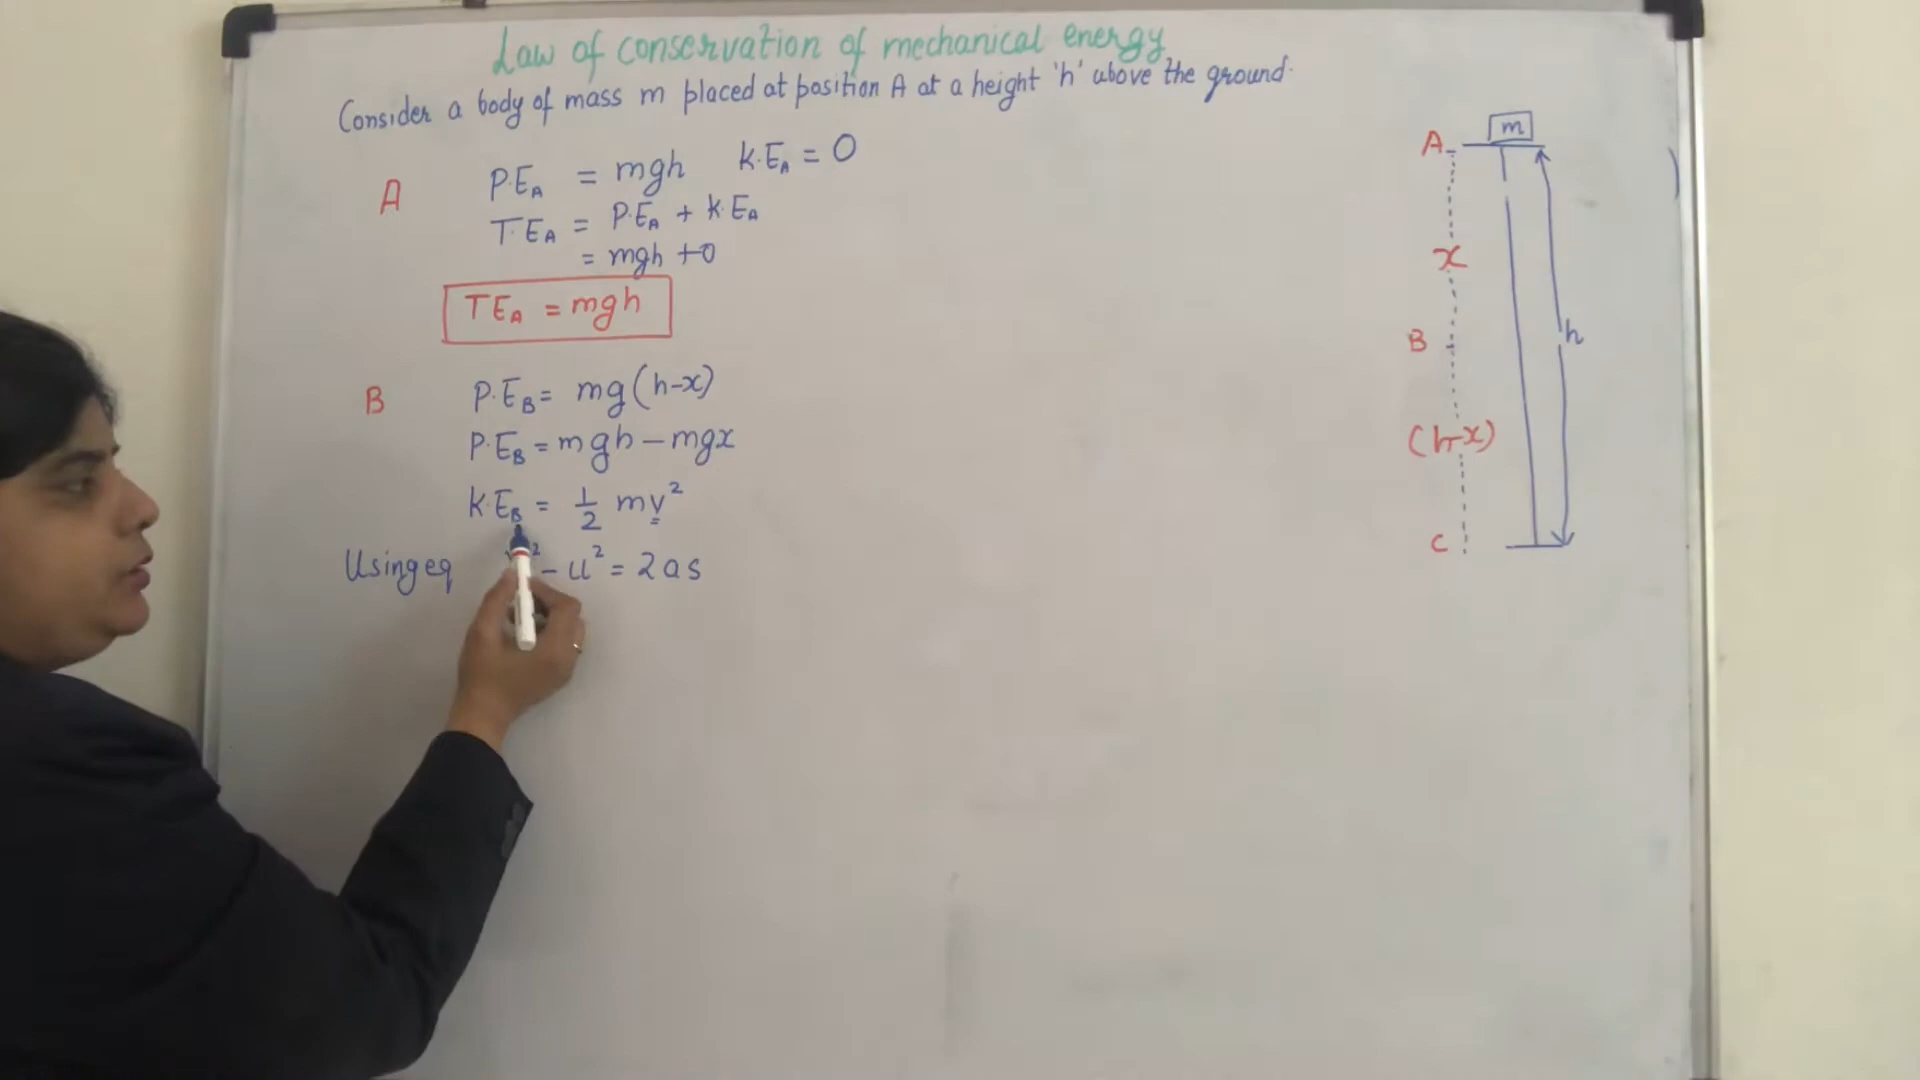 Law of conservation of mechanical energy
Consider a body of mass m placed at position A at a height 'h' above the ground.
A
P.E_A = mgh K.E_A = 0
T.E_A = P.E_A + K.E_A
= mgh + 0
TE_A = mgh
B
P.E_B = mg(h-x)
P.E_B = mgh - mgx
K.E_B = 1/2 mv²
Using eq v² - u² = 2as
m
A
x
B
h
(h-x)
C